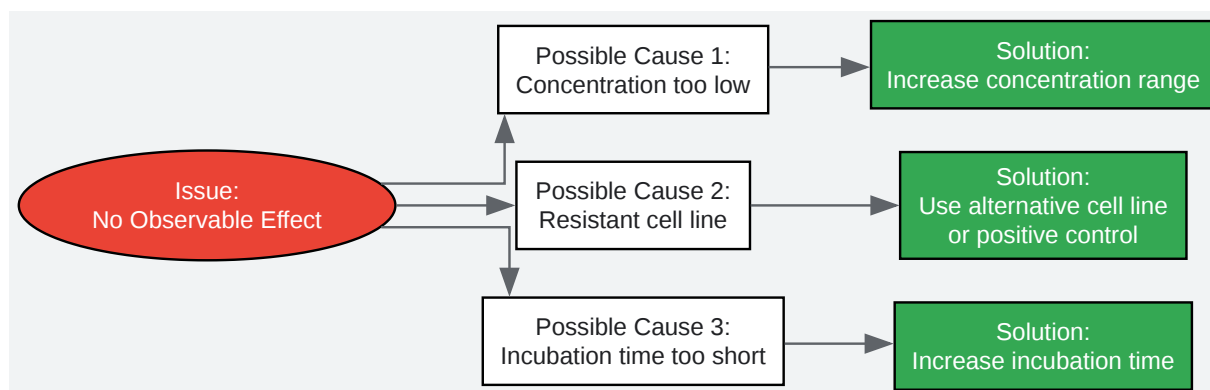 Issue:
No Observable Effect
Possible Cause 1:
Concentration too low
Solution:
Increase concentration range
Possible Cause 2:
Resistant cell line
Solution:
Use alternative cell line
or positive control
Possible Cause 3:
Incubation time too short
Solution:
Increase incubation time